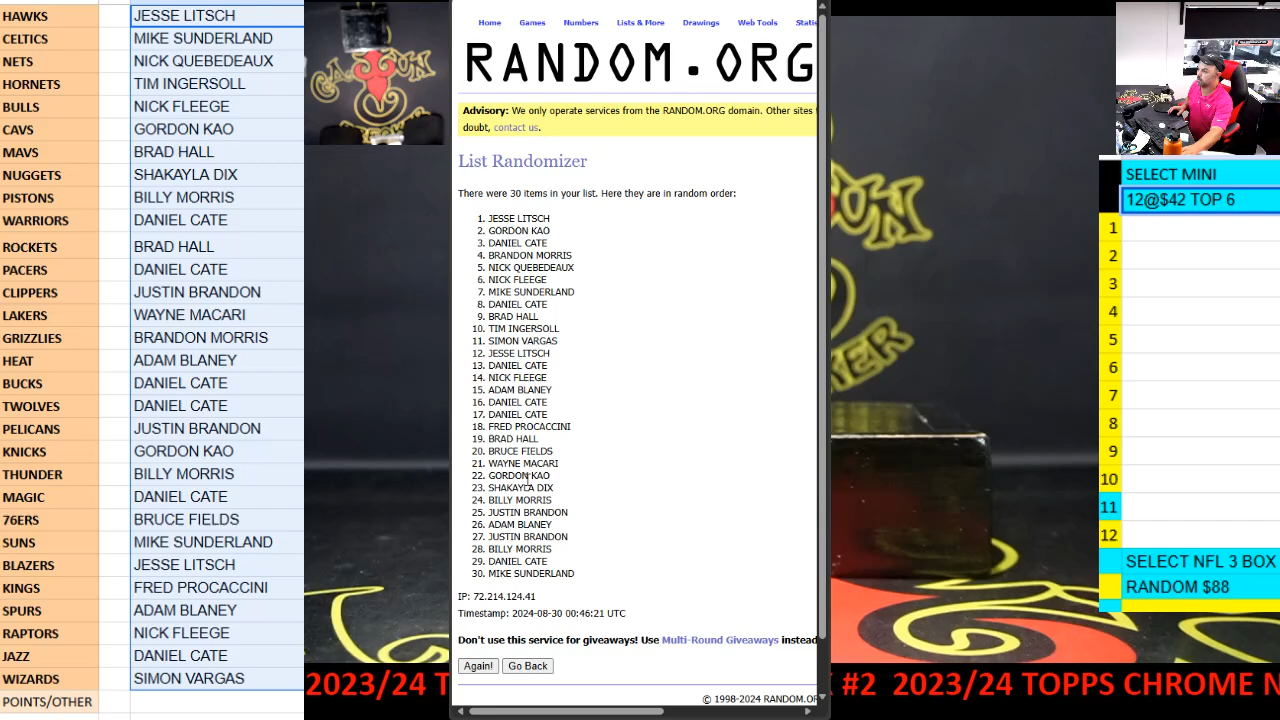 HAWKS JESSE LITSCH
CELTICS MIKE SUNDERLAND
NETS NICK QUEBEDEAUX
HORNETS TIM INGERSOLL
BULLS NICK FLEEGE
CAVS GORDON KAO
MAVS BRAD HALL
NUGGETS SHAKAYLA DIX
PISTONS BILLY MORRIS
WARRIORS DANIEL CATE
ROCKETS BRAD HALL
PACERS DANIEL CATE
CLIPPERS JUSTIN BRANDON
LAKERS WAYNE MACARI
GRIZZLIES BRANDON MORRIS
HEAT ADAM BLANEY
BUCKS DANIEL CATE
TWOLVES DANIEL CATE
PELICANS JUSTIN BRANDON
KNICKS GORDON KAO
THUNDER BILLY MORRIS
MAGIC DANIEL CATE
76ERS BRUCE FIELDS
SUNS MIKE SUNDERLAND
BLAZERS JESSE LITSCH
KINGS FRED PROCACCINI
SPURS ADAM BLANEY
RAPTORS NICK FLEEGE
JAZZ DANIEL CATE
WIZARDS SIMON VARGAS
POINTS/OTHER
Home Games Numbers Lists & More Drawings Web Tools Statis
RANDOM.ORG
Advisory: We only operate services from the RANDOM.ORG domain. Other sites
doubt, contact us.
List Randomizer
There were 30 items in your list. Here they are in random order:
1. JESSE LITSCH
2. GORDON KAO
3. DANIEL CATE
4. BRANDON MORRIS
5. NICK QUEBEDEAUX
6. NICK FLEEGE
7. MIKE SUNDERLAND
8. DANIEL CATE
9. BRAD HALL
10. TIM INGERSOLL
11. SIMON VARGAS
12. JESSE LITSCH
13. DANIEL CATE
14. NICK FLEEGE
15. ADAM BLANEY
16. DANIEL CATE
17. DANIEL CATE
18. FRED PROCACCINI
19. BRAD HALL
20. BRUCE FIELDS
21. WAYNE MACARI
22. GORDON KAO
23. SHAKAYLA DIX
24. BILLY MORRIS
25. JUSTIN BRANDON
26. ADAM BLANEY
27. JUSTIN BRANDON
28. BILLY MORRIS
29. DANIEL CATE
30. MIKE SUNDERLAND
IP: 72.214.124.41
Timestamp: 2024-08-30 00:46:21 UTC
Don't use this service for giveaways! Use Multi-Round Giveaways instead
Again! Go Back
© 1998-2024 RANDOM.OR
SELECT MINI
12@$42 TOP 6
1
2
3
4
5
6
7
8
9
10
11
12
SELECT NFL 3 BOX
RANDOM $88
2023/24 T
#2 2023/24 TOPPS CHROME N